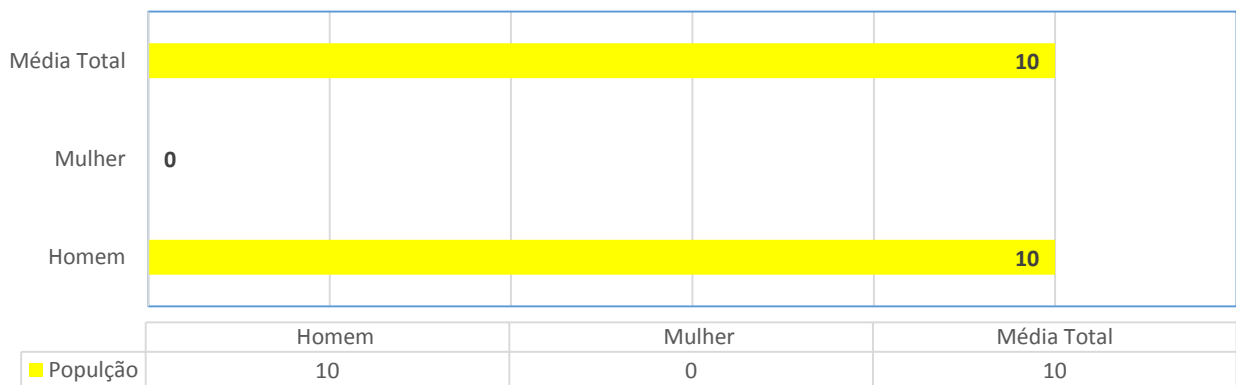 Média Total 10
Mulher 0
Homem 10
Homem Mulher Média Total
Populção 10 0 10